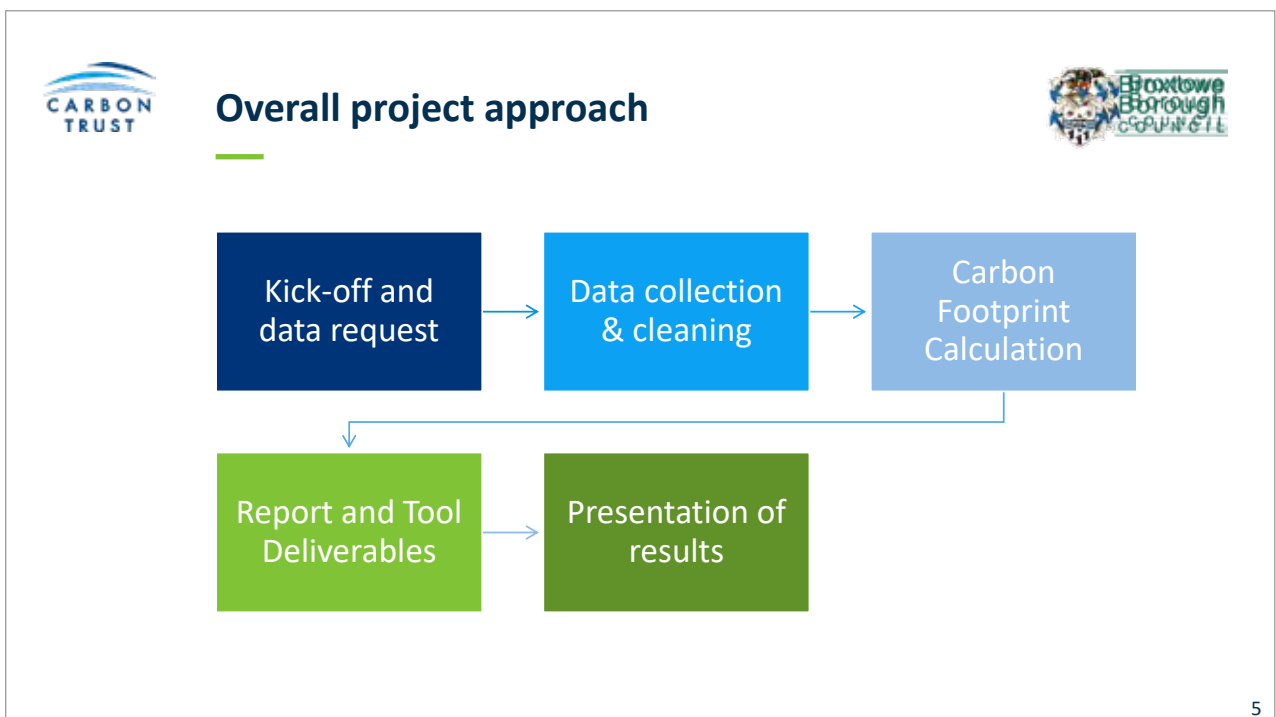 CARBON
TRUST
Overall project approach
Broxtowe
Borough
COUNCIL
Kick-off and
data request
Data collection
& cleaning
Carbon
Footprint
Calculation
Report and Tool
Deliverables
Presentation of
results
5